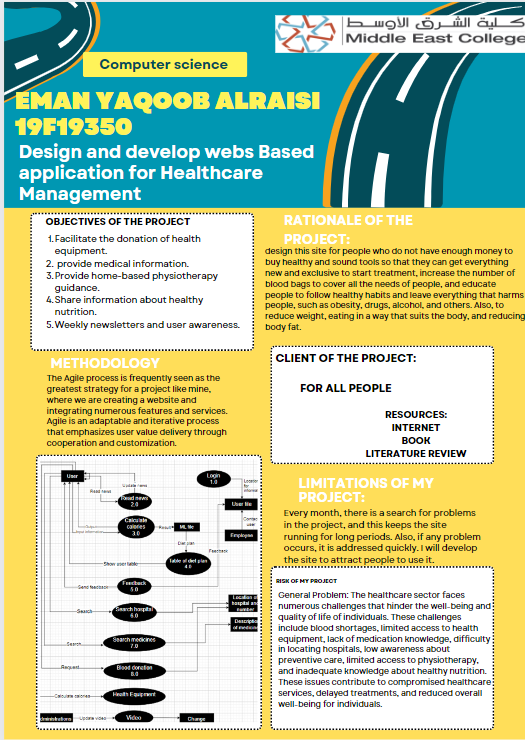 كلية الشرق الأوسط
Middle East College
Computer science
EMAN YAQOOB ALRAISI
19F19350
Design and develop webs Based
application for Healthcare
Management
OBJECTIVES OF THE PROJECT
1. Facilitate the donation of health
equipment.
2. provide medical information.
3. Provide home-based physiotherapy
guidance.
4. Share information about healthy
nutrition.
5. Weekly newsletters and user awareness.
RATIONALE OF THE
PROJECT:
design this site for people who do not have enough money to
buy healthy and sound tools so that they can get everything
new and exclusive to start treatment, increase the number of
blood bags to cover all the needs of people, and educate
people to follow healthy habits and leave everything that harms
people, such as obesity, drugs, alcohol, and others. Also, to
reduce weight, eating in a way that suits the body, and reducing
body fat.
METHODOLOGY
The Agile process is frequently seen as the
greatest strategy for a project like mine,
where we are creating a website and
integrating numerous features and services.
Agile is an adaptable and iterative process
that emphasizes user value delivery through
cooperation and customization.
CLIENT OF THE PROJECT:
FOR ALL PEOPLE
RESOURCES:
INTERNET
BOOK
LITERATURE REVIEW
User
Update news
Read news
Read news
2.0
Calculate
calories
3.0
Result
ML file
Diet plan
Show user table
Table of diet plan
4.0
Login
1.0
User file
Employee
Feedback
Send feedback
Feedback
5.0
Search
Search hospital
6.0
Location of
hospital and
number
Search
Search medicines
7.0
Description
of medicine
Request
Blood donation
8.0
Calculate calories
Health Equipment
dministrations
Update video
Video
Change
LIMITATIONS OF MY
PROJECT:
Every month, there is a search for problems
in the project, and this keeps the site
running for long periods. Also, if any problem
occurs, it is addressed quickly. I will develop
the site to attract people to use it.
RISK OF MY PROJECT
General Problem: The healthcare sector faces
numerous challenges that hinder the well-being and
quality of life of individuals. These challenges
include blood shortages, limited access to health
equipment, lack of medication knowledge, difficulty
in locating hospitals, low awareness about
preventive care, limited access to physiotherapy,
and inadequate knowledge about healthy nutrition.
These issues contribute to compromised healthcare
services, delayed treatments, and reduced overall
well-being for individuals.